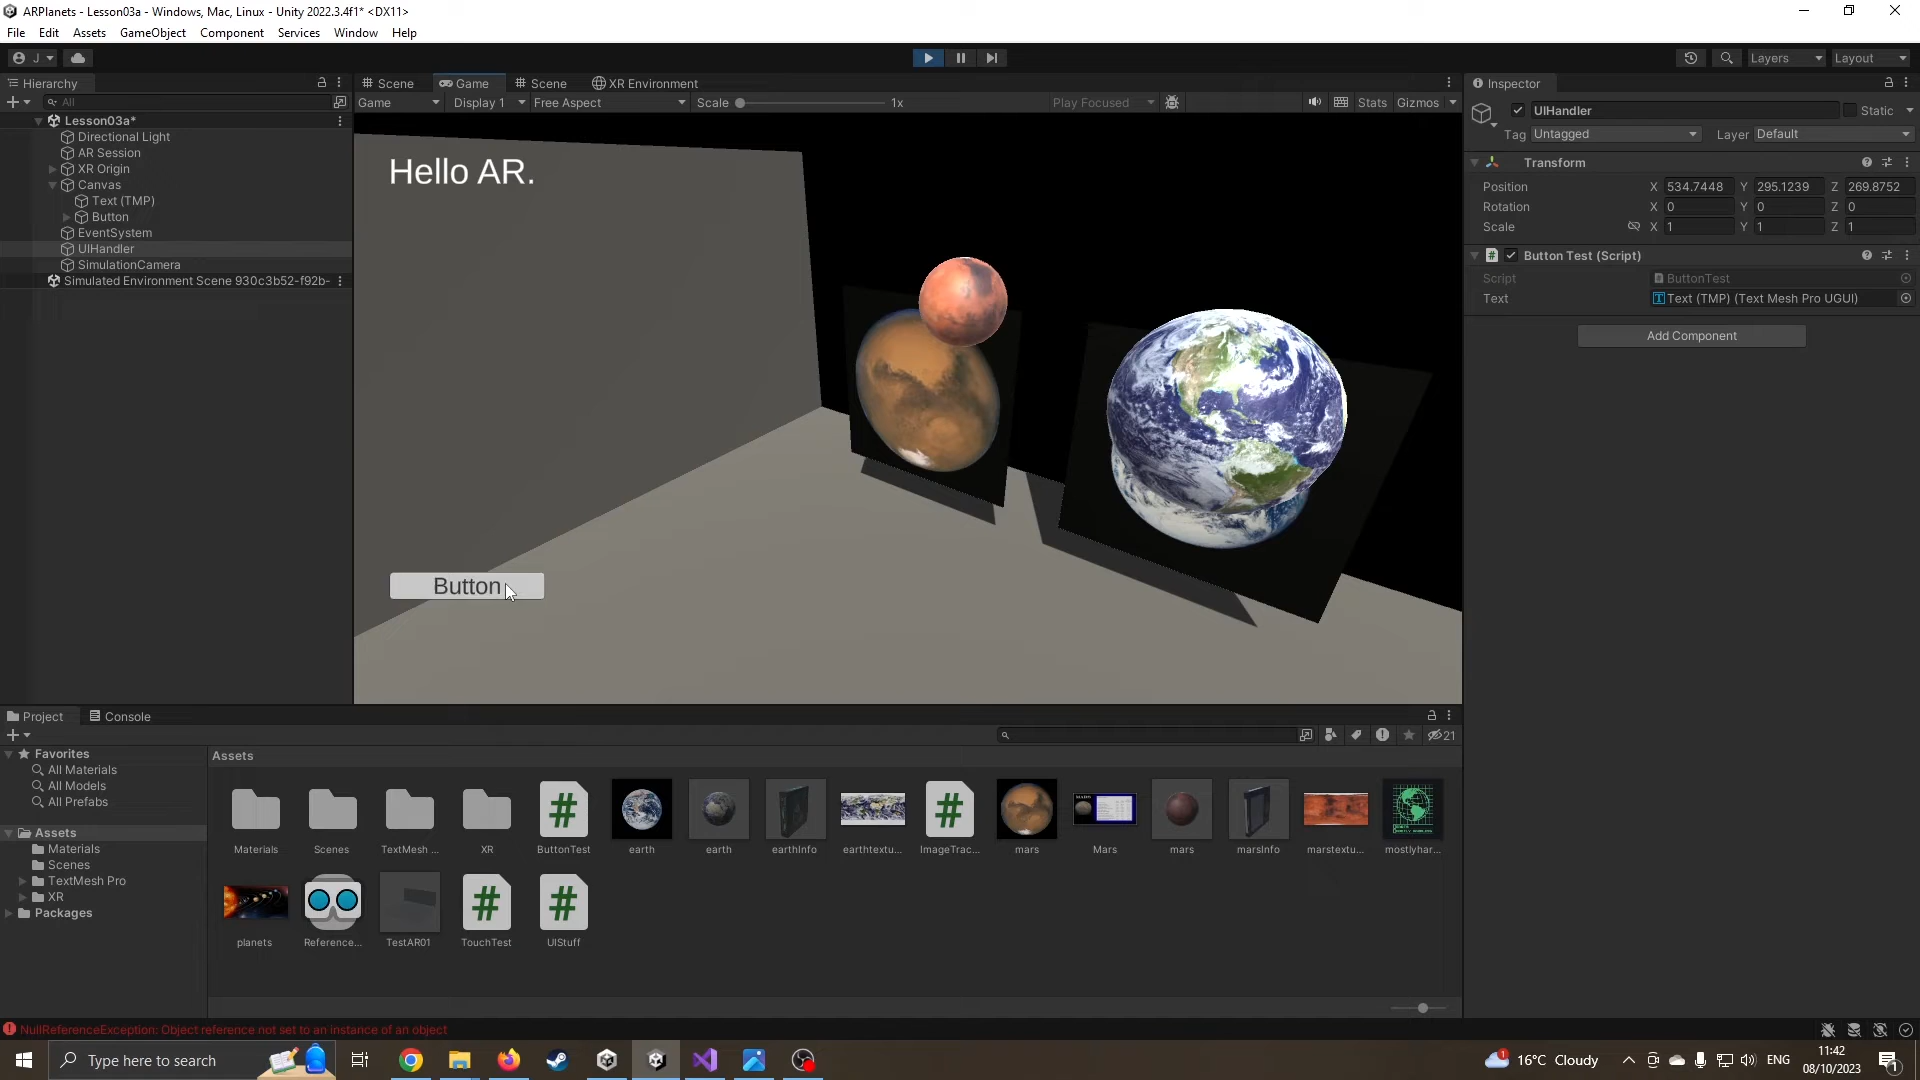 ARPlanets - Lesson03a - Windows, Mac, Linux - Unity 2022.3.4f1* <DX11>
File Edit Assets GameObject Component Services Window Help
J Layers Layout
Hierarchy Scene Game Scene XR Environment Inspector
All Game Display 1 Free Aspect Scale 1x Play Focused Stats Gizmos
UIHandler Static
Tag Untagged Layer Default
Lesson03a*
Directional Light
AR Session
XR Origin
Canvas
Text (TMP)
Button
EventSystem
UIHandler
SimulationCamera
Simulated Environment Scene 930c3b52-f92b-
Hello AR.
Button
Transform
Position X 534.7448 Y 295.1239 Z 269.8752
Rotation X 0 Y 0 Z 0
Scale X 1 Y 1 Z 1
Button Test (Script)
Script ButtonTest
Text Text (TMP) (Text Mesh Pro UGUI)
Add Component
Project Console
21
Favorites
All Materials
All Models
All Prefabs
Assets
Materials
Scenes
TextMesh Pro
XR
Packages
Assets
Materials Scenes TextMesh ... XR ButtonTest earth earth earthInfo earthtextu... ImageTrac... mars Mars mars marsInfo marstextu... mostlyhar...
planets Reference... TestAR01 TouchTest UIStuff
NullReferenceException: Object reference not set to an instance of an object
Type here to search
1 16°C Cloudy ENG 11:42 08/10/2023 1